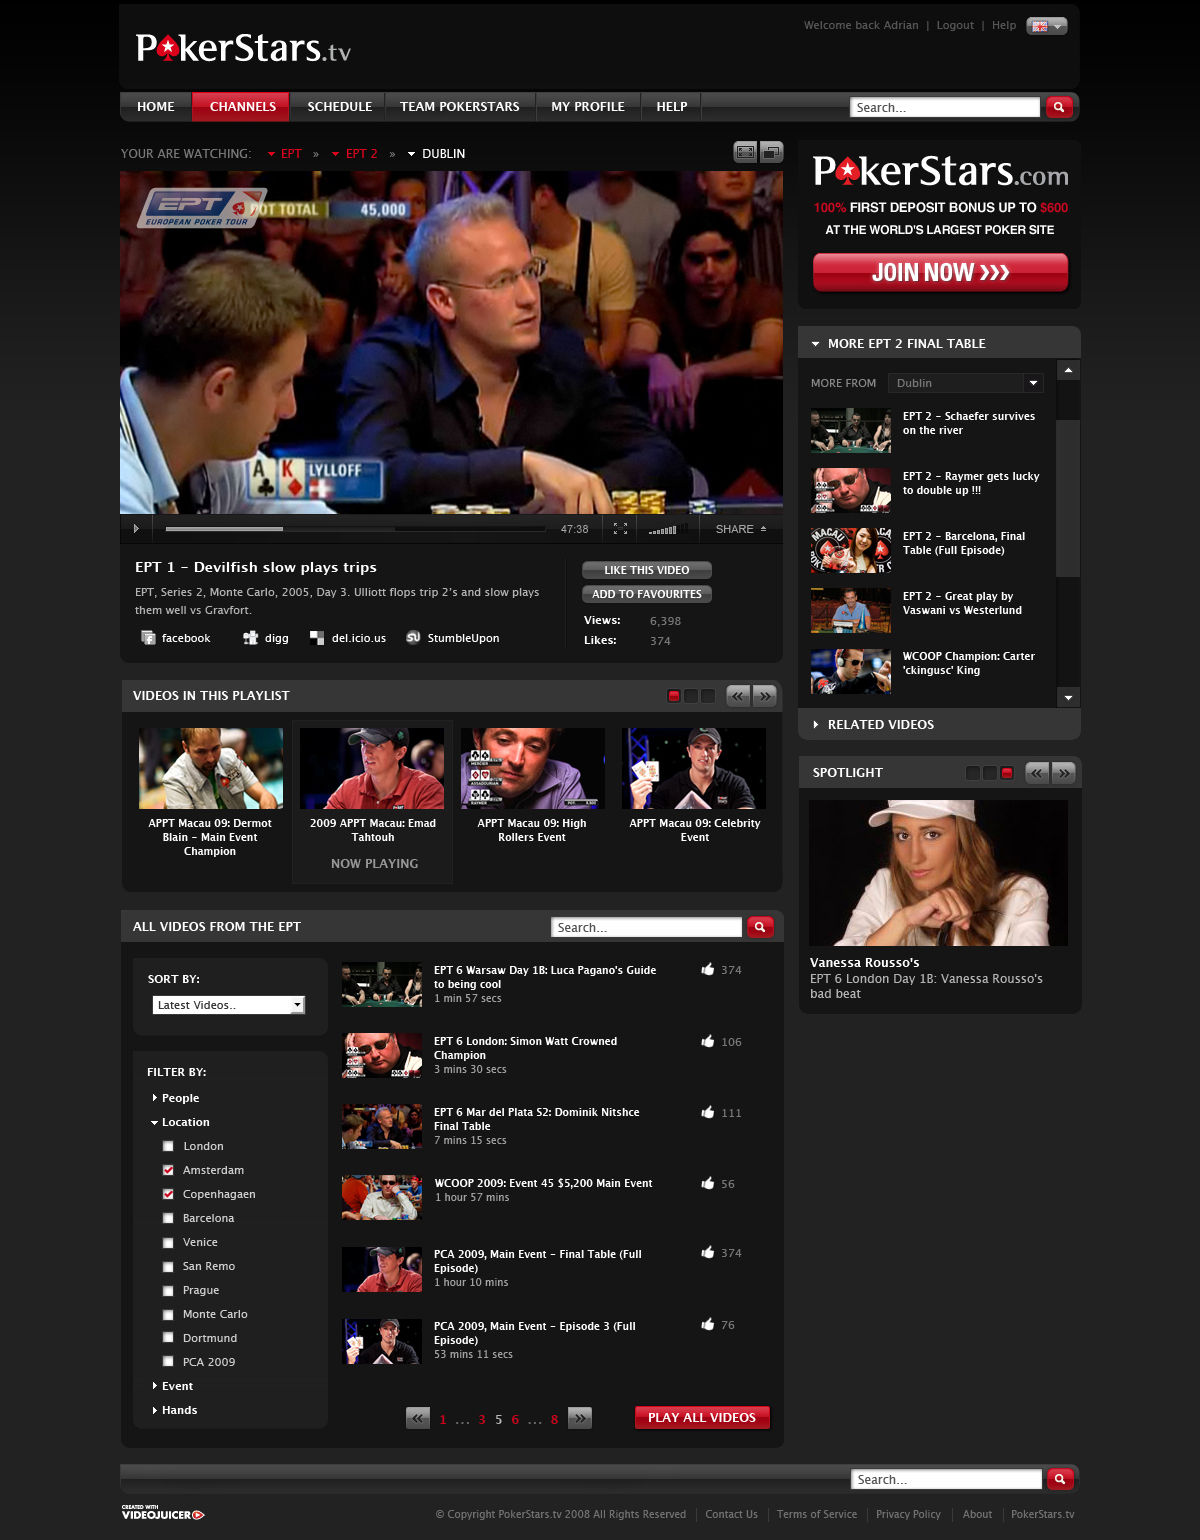 Welcome back Adrian | Logout | Help
PokerStars.tv
HOME CHANNELS SCHEDULE TEAM POKERSTARS MY PROFILE HELP Search...
YOUR ARE WATCHING: EPT » EPT 2 » DUBLIN
EPT
EUROPEAN POKER TOUR
POT TOTAL 45,000
A K LYLLOFF
47:38 SHARE
EPT 1 - Devilfish slow plays trips
EPT, Series 2, Monte Carlo, 2005, Day 3. Ulliott flops trip 2's and slow plays
them well vs Gravfort.
facebook digg del.icio.us StumbleUpon
LIKE THIS VIDEO
ADD TO FAVOURITES
Views: 6,398
Likes: 374
PokerStars.com
100% FIRST DEPOSIT BONUS UP TO $600
AT THE WORLD'S LARGEST POKER SITE
JOIN NOW >>>
MORE EPT 2 FINAL TABLE
MORE FROM Dublin
EPT 2 - Schaefer survives
on the river
EPT 2 - Raymer gets lucky
to double up !!!
EPT 2 - Barcelona, Final
Table (Full Episode)
EPT 2 - Great play by
Vaswani vs Westerlund
WCOOP Champion: Carter
'ckingusc' King
RELATED VIDEOS
VIDEOS IN THIS PLAYLIST
APPT Macau 09: Dermot
Blain - Main Event
Champion
2009 APPT Macau: Emad
Tahtouh
NOW PLAYING
MERCIER
ASSADOURIAN
RAYMER
APPT Macau 09: High
Rollers Event
APPT Macau 09: Celebrity
Event
SPOTLIGHT
Vanessa Rousso's
EPT 6 London Day 1B: Vanessa Rousso's
bad beat
ALL VIDEOS FROM THE EPT Search...
SORT BY:
Latest Videos..
FILTER BY:
People
Location
London
Amsterdam
Copenhagaen
Barcelona
Venice
San Remo
Prague
Monte Carlo
Dortmund
PCA 2009
Event
Hands
EPT 6 Warsaw Day 1B: Luca Pagano's Guide
to being cool
1 min 57 secs
374
EPT 6 London: Simon Watt Crowned
Champion
3 mins 30 secs
106
EPT 6 Mar del Plata S2: Dominik Nitshce
Final Table
7 mins 15 secs
111
WCOOP 2009: Event 45 $5,200 Main Event
1 hour 57 mins
56
PCA 2009, Main Event - Final Table (Full
Episode)
1 hour 10 mins
374
PCA 2009, Main Event - Episode 3 (Full
Episode)
53 mins 11 secs
76
« 1 ... 3 5 6 ... 8 »
PLAY ALL VIDEOS
Search...
CREATED WITH
VIDEOJUICER
© Copyright PokerStars.tv 2008 All Rights Reserved | Contact Us | Terms of Service | Privacy Policy | About | PokerStars.tv